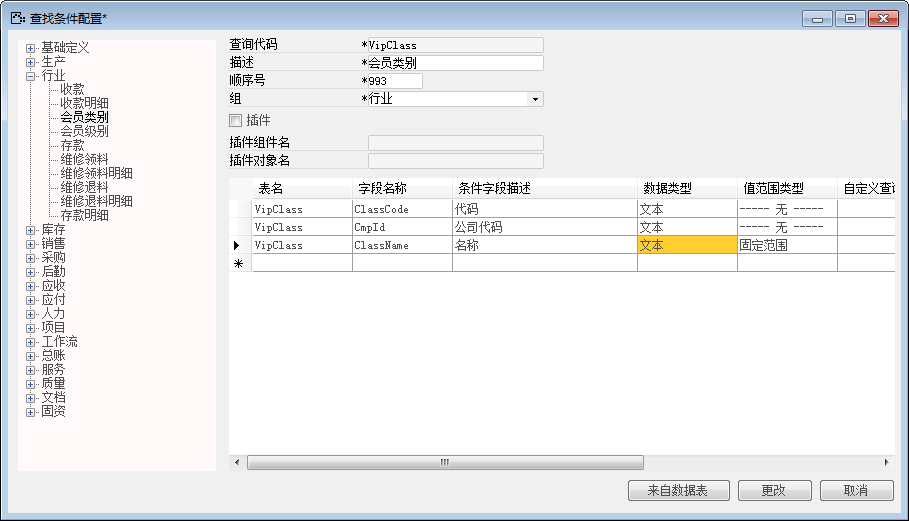 查找条件配置*
基础定义
生产
行业
收款
收款明细
会员类别
会员级别
存款
维修领料
维修领料明细
维修退料
维修退料明细
存款明细
库存
销售
采购
后勤
应收
应付
人力
项目
工作流
总账
服务
质量
文档
固资
查询代码 *VipClass
描述 *会员类别
顺序号 *993
组 *行业
插件
插件组件名
插件对象名
表名 字段名称 条件字段描述 数据类型 值范围类型 自定义查询
VipClass ClassCode 代码 文本 ----- 无 -----
VipClass CmpId 公司代码 文本 ----- 无 -----
VipClass ClassName 名称 文本 固定范围
*
来自数据表 更改 取消